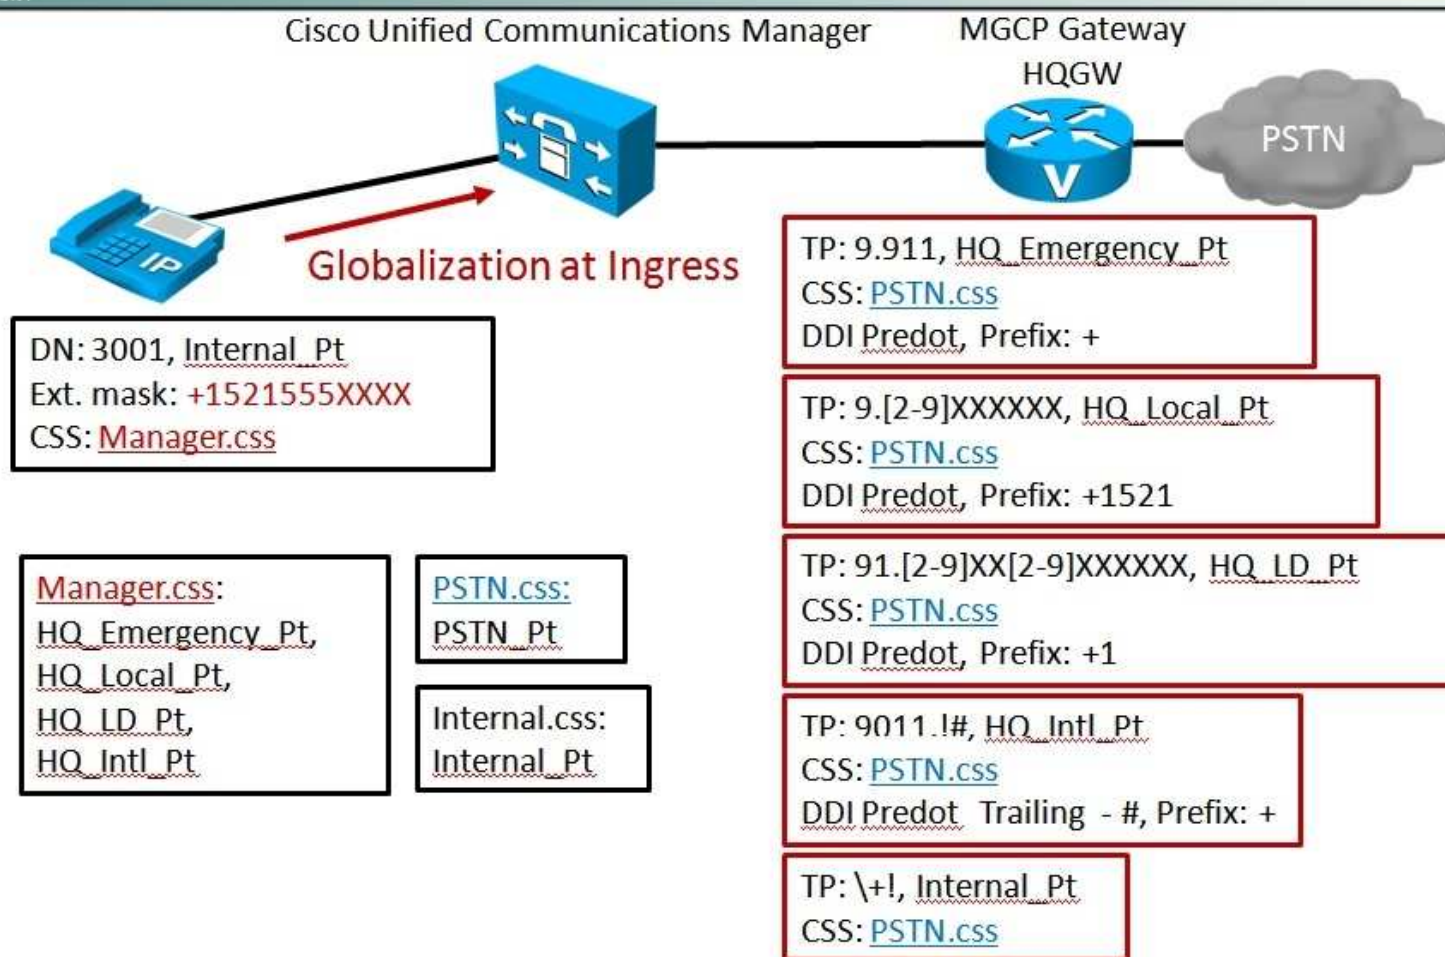 Cisco Unified Communications Manager
MGCP Gateway
HQGW
PSTN
V
IP
Globalization at Ingress
DN: 3001, Internal_Pt
Ext. mask: +1521555XXXX
CSS: Manager.css
Manager.css:
HQ_Emergency_Pt,
HQ_Local_Pt,
HQ_LD_Pt,
HQ_Intl_Pt
PSTN.css:
PSTN_Pt
Internal.css:
Internal_Pt
TP: 9.911, HQ_Emergency_Pt
CSS: PSTN.css
DDI Predot, Prefix: +
TP: 9.[2-9]XXXXXX, HQ_Local_Pt
CSS: PSTN.css
DDI Predot, Prefix: +1521
TP: 91.[2-9]XX[2-9]XXXXXX, HQ_LD_Pt
CSS: PSTN.css
DDI Predot, Prefix: +1
TP: 9011.!#, HQ_Intl_Pt
CSS: PSTN.css
DDI Predot Trailing - #, Prefix: +
TP: \+!, Internal_Pt
CSS: PSTN.css